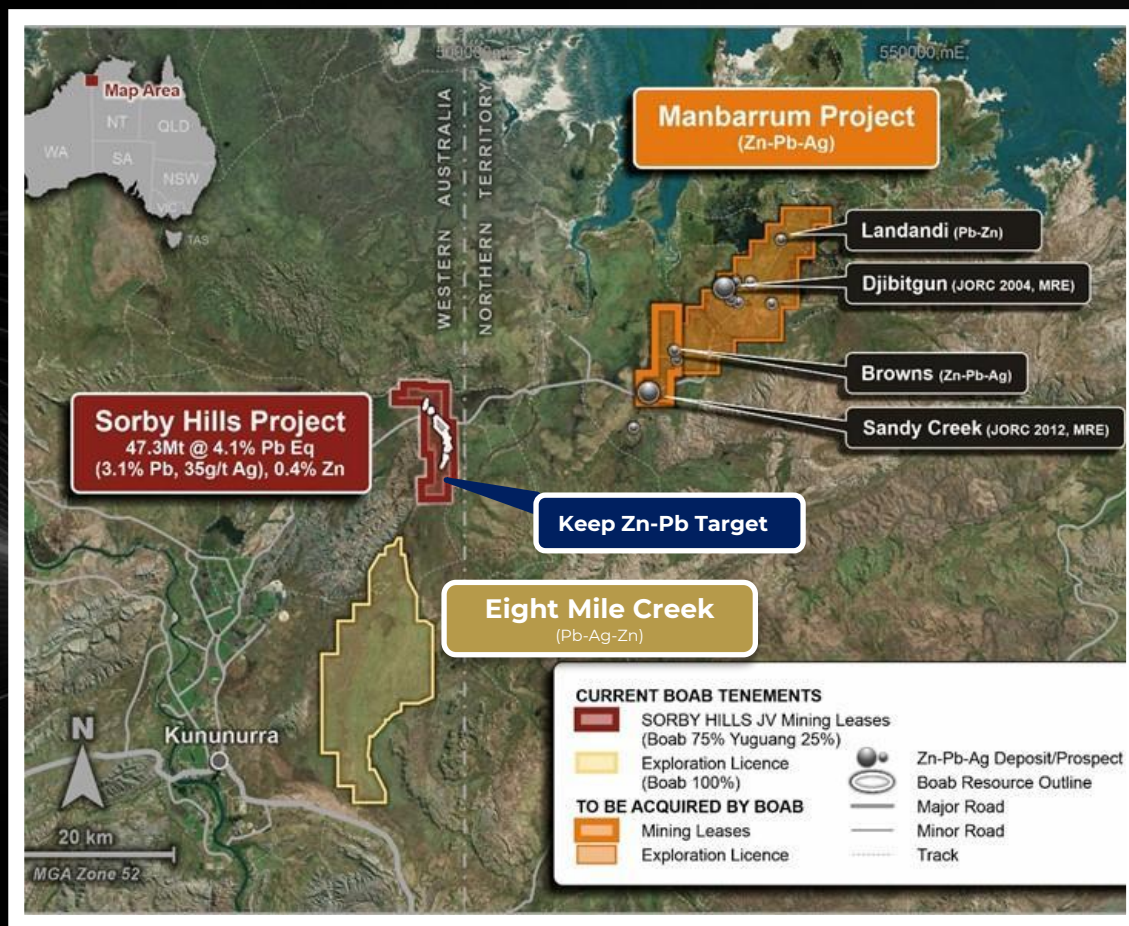 500000mE
550000,mE,
Map Area
NT
QLD
WA
SA
NSW
VIC
TAS
WESTERN AUSTRALIA
NORTHERN TERRITORY
Manbarrum Project
(Zn-Pb-Ag)
Landandi (Pb-Zn)
Djibitgun (JORC 2004, MRE)
Browns (Zn-Pb-Ag)
Sandy Creek (JORC 2012, MRE)
Sorby Hills Project
47.3Mt @ 4.1% Pb Eq
(3.1% Pb, 35g/t Ag), 0.4% Zn
Keep Zn-Pb Target
Eight Mile Creek
(Pb-Ag-Zn)
Kununurra
N
20 km
MGA Zone 52
CURRENT BOAB TENEMENTS
SORBY HILLS JV Mining Leases
(Boab 75% Yuguang 25%)
Exploration Licence
(Boab 100%)
TO BE ACQUIRED BY BOAB
Mining Leases
Exploration Licence
Zn-Pb-Ag Deposit/Prospect
Boab Resource Outline
Major Road
Minor Road
Track